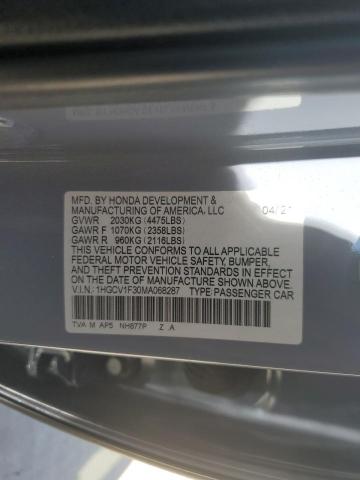 MFD. BY HONDA DEVELOPMENT &
MANUFACTURING OF AMERICA, LLC 04/21
GVWR 2030KG (4475LBS)
GAWR F 1070KG (2358LBS)
GAWR R 960KG (2116LBS)
THIS VEHICLE CONFORMS TO ALL APPLICABLE
FEDERAL MOTOR VEHICLE SAFETY, BUMPER,
AND THEFT PREVENTION STANDARDS IN EFFECT
ON THE DATE OF MANUFACTURE SHOWN ABOVE.
V.I.N.: 1HGCV1F30MA068287 TYPE:PASSENGER CAR
TVA M AP5 NH877P Z A